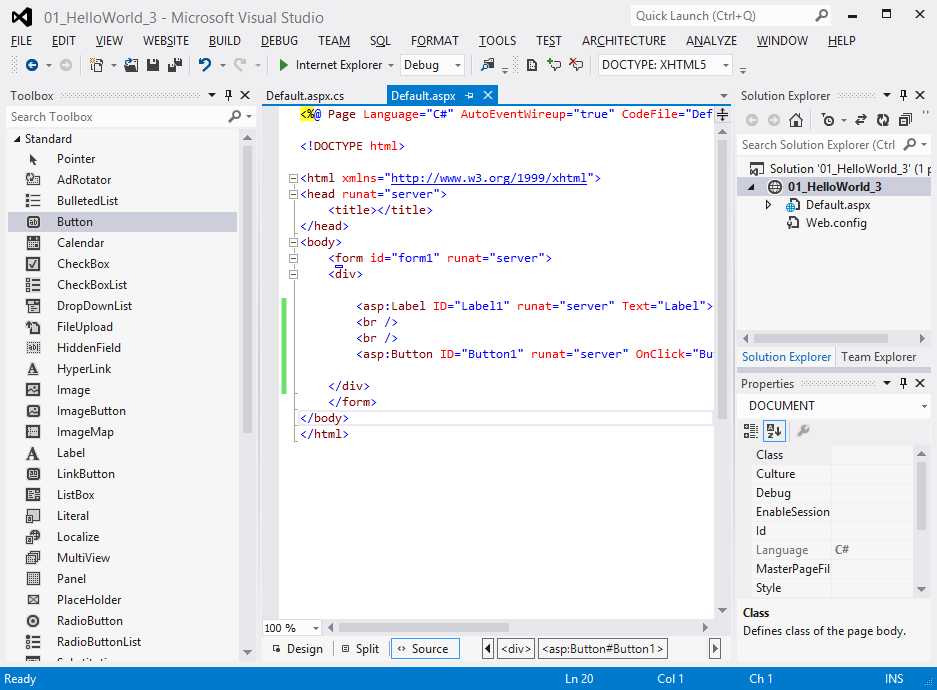 01_HelloWorld_3 - Microsoft Visual Studio
Quick Launch (Ctrl+Q)
FILE EDIT VIEW WEBSITE BUILD DEBUG TEAM SQL FORMAT TOOLS TEST ARCHITECTURE ANALYZE WINDOW HELP
Internet Explorer Debug DOCTYPE: XHTML5
Toolbox
Search Toolbox
Standard
Pointer
AdRotator
BulletedList
Button
Calendar
CheckBox
CheckBoxList
DropDownList
FileUpload
HiddenField
HyperLink
Image
ImageButton
ImageMap
Label
LinkButton
ListBox
Literal
Localize
MultiView
Panel
PlaceHolder
RadioButton
RadioButtonList
Default.aspx.cs Default.aspx
<%@ Page Language="C#" AutoEventWireup="true" CodeFile="Def
<!DOCTYPE html>
<html xmlns="http://www.w3.org/1999/xhtml">
<head runat="server">
<title></title>
</head>
<body>
<form id="form1" runat="server">
<div>
<asp:Label ID="Label1" runat="server" Text="Label">
<br />
<br />
<asp:Button ID="Button1" runat="server" OnClick="Bu
</div>
</form>
</body>
</html>
100 %
Design Split Source <div> <asp:Button#Button1>
Solution Explorer
Search Solution Explorer (Ctrl
Solution '01_HelloWorld_3' (1 p
01_HelloWorld_3
Default.aspx
Web.config
Solution Explorer Team Explorer
Properties
DOCUMENT
Class
Culture
Debug
EnableSession
Id
Language C#
MasterPageFil
Style
Class
Defines class of the page body.
Ready Ln 20 Col 1 Ch 1 INS